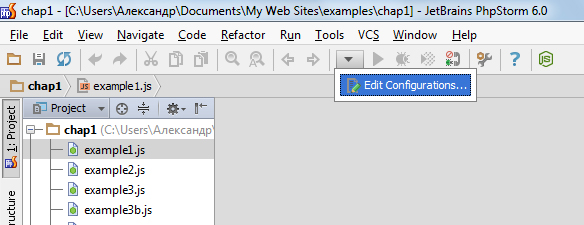 chap1 - [C:\Users\Александр\Documents\My Web Sites\examples\chap1] - JetBrains PhpStorm 6.0
File Edit View Navigate Code Refactor Run Tools VCS Window Help
chap1 example1.js
Edit Configurations...
1: Project
Project
chap1 (C:\Users\Александр\
example1.js
example2.js
example3.js
example3b.js
ructure